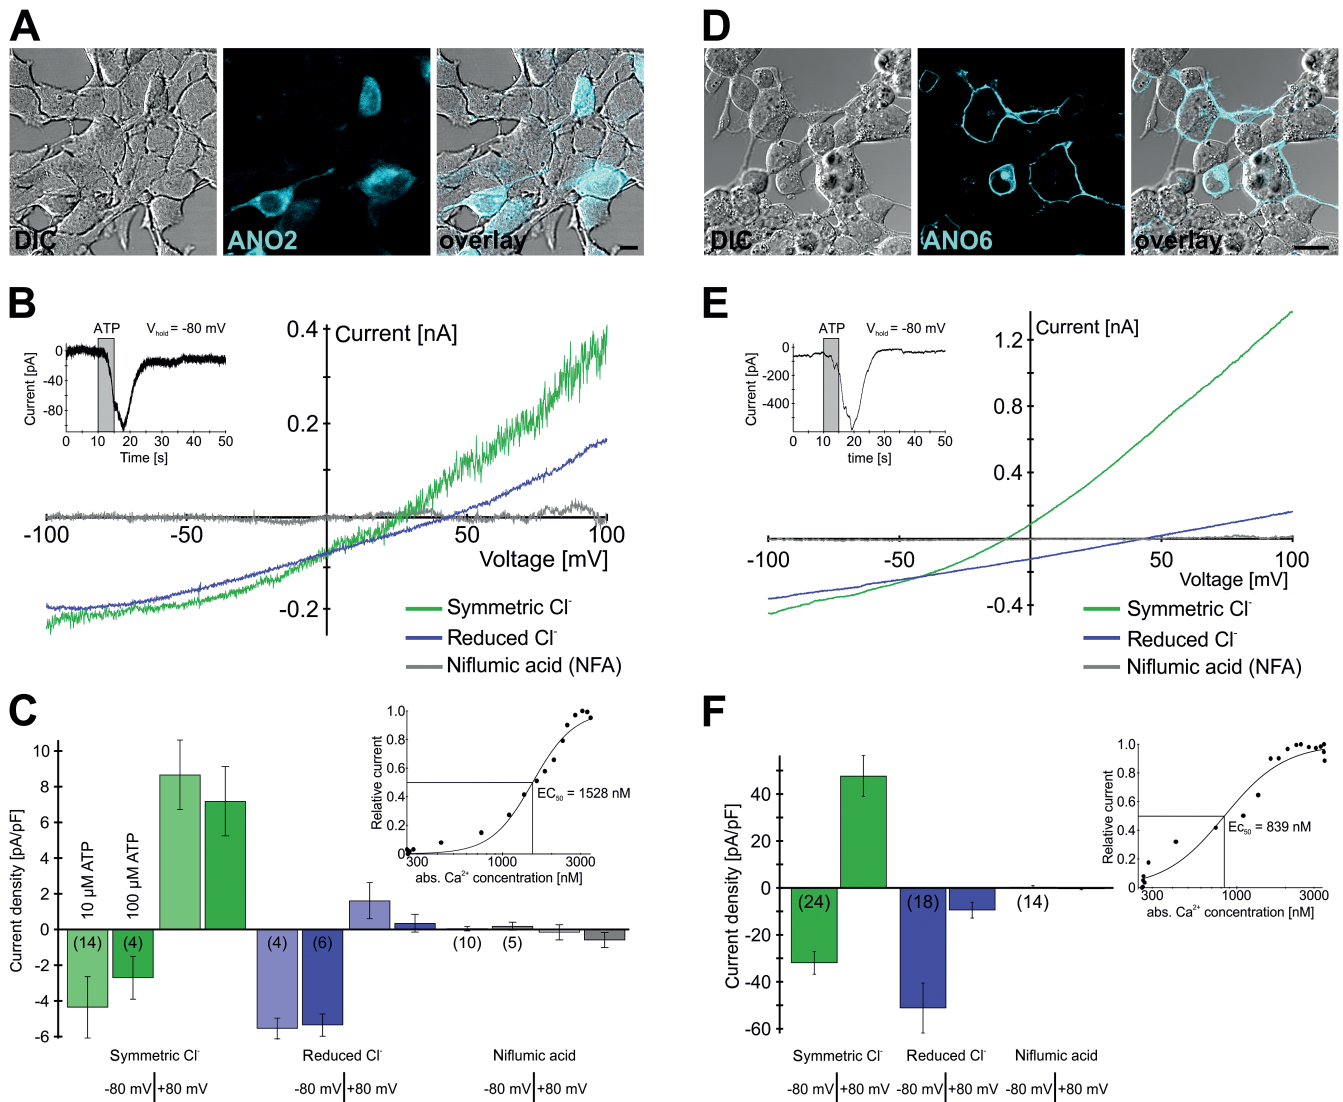 A
DIC
ANO2
overlay
B
ATP
V hold = -80 mV
Current [pA]
0
-40
-80
0 10 20 30 40 50
Time [s]
Current [nA]
0.4
0.2
-0.2
-100 -50 50 100
Voltage [mV]
Symmetric Cl⁻
Reduced Cl⁻
Niflumic acid (NFA)
C
Current density [pA/pF]
10
8
6
4
2
0
-2
-4
-6
10 µM ATP
100 µM ATP
(14) (4) (4) (6) (10) (5)
Symmetric Cl⁻ Reduced Cl⁻ Niflumic acid
-80 mV +80 mV -80 mV +80 mV -80 mV +80 mV
Relative current
1.0
0.8
0.6
0.4
0.2
0
EC₅₀ = 1528 nM
300 1000 3000
abs. Ca²⁺ concentration [nM]
D
DIC
ANO6
overlay
E
ATP
V hold = -80 mV
Current [pA]
0
-200
-400
0 10 20 30 40 50
time [s]
Current [nA]
1.2
0.8
0.4
-0.4
-100 -50 50 100
Voltage [mV]
Symmetric Cl⁻
Reduced Cl⁻
Niflumic acid (NFA)
F
Current density [pA/pF]
40
20
0
-20
-40
-60
(24) (18) (14)
Symmetric Cl⁻ Reduced Cl⁻ Niflumic acid
-80 mV +80 mV -80 mV +80 mV -80 mV +80 mV
Relative current
1.0
0.8
0.6
0.4
0.2
0
Ec₅₀ = 839 nM
300 1000 3000
abs. Ca²⁺ concentration [nM]